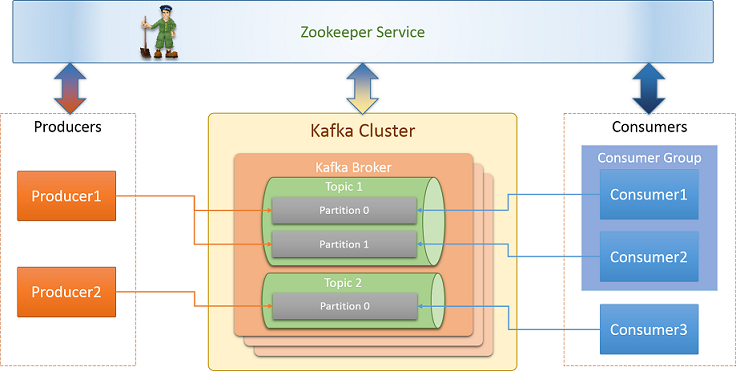 Zookeeper Service
Producers
Producer1
Producer2
Kafka Cluster
Kafka Broker
Topic 1
Partition 0
Partition 1
Topic 2
Partition 0
Consumers
Consumer Group
Consumer1
Consumer2
Consumer3